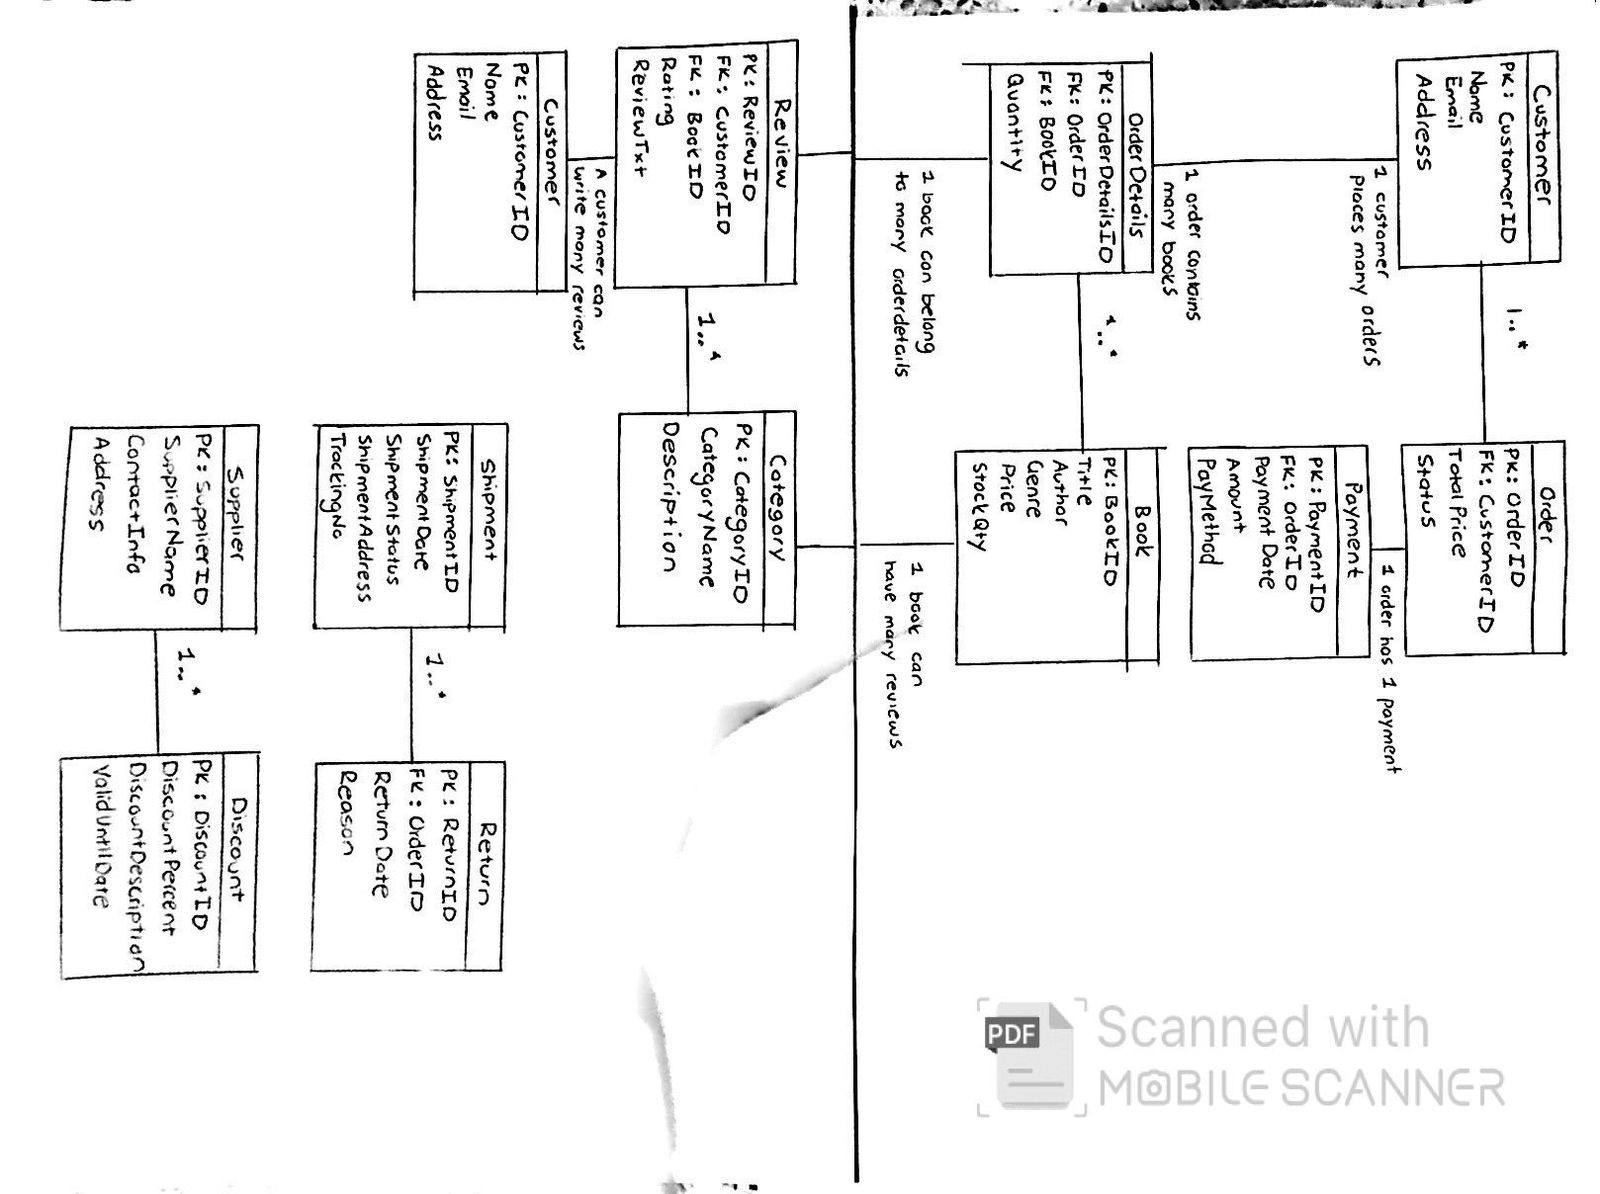 Customer
PK: CustomerID
Name
Email
Address
1..*
Order
PK: OrderID
FK: CustomerID
Total Price
Status
1 customer
places many orders
1 order has 1 payment
Payment
PK: PaymentID
FK: OrderID
Payment Date
Amount
PayMethod
1 order contains
many books
OrderDetails
PK: OrderDetailsID
FK: OrderID
FK: BookID
Quantity
*..*
Book
PK: BookID
Title
Author
Genre
Price
StockQty
1 book can belong
to many orderdetails
1 book can
have many reviews
Review
PK: ReviewID
FK: CustomerID
FK: BookID
Rating
ReviewTxt
1..*
Category
PK: CategoryID
CategoryName
Description
A customer can
write many reviews
Customer
PK: CustomerID
Name
Email
Address
Shipment
PK: ShipmentID
ShipmentDate
ShipmentStatus
ShipmentAddress
TrackingNo
1..*
Return
PK: ReturnID
FK: OrderID
Return Date
Reason
Supplier
PK: SupplierID
SupplierName
ContactInfo
Address
1..*
Discount
PK: DiscountID
DiscountPercent
DiscountDescription
ValidUntilDate
PDF
Scanned with
MOBILE SCANNER